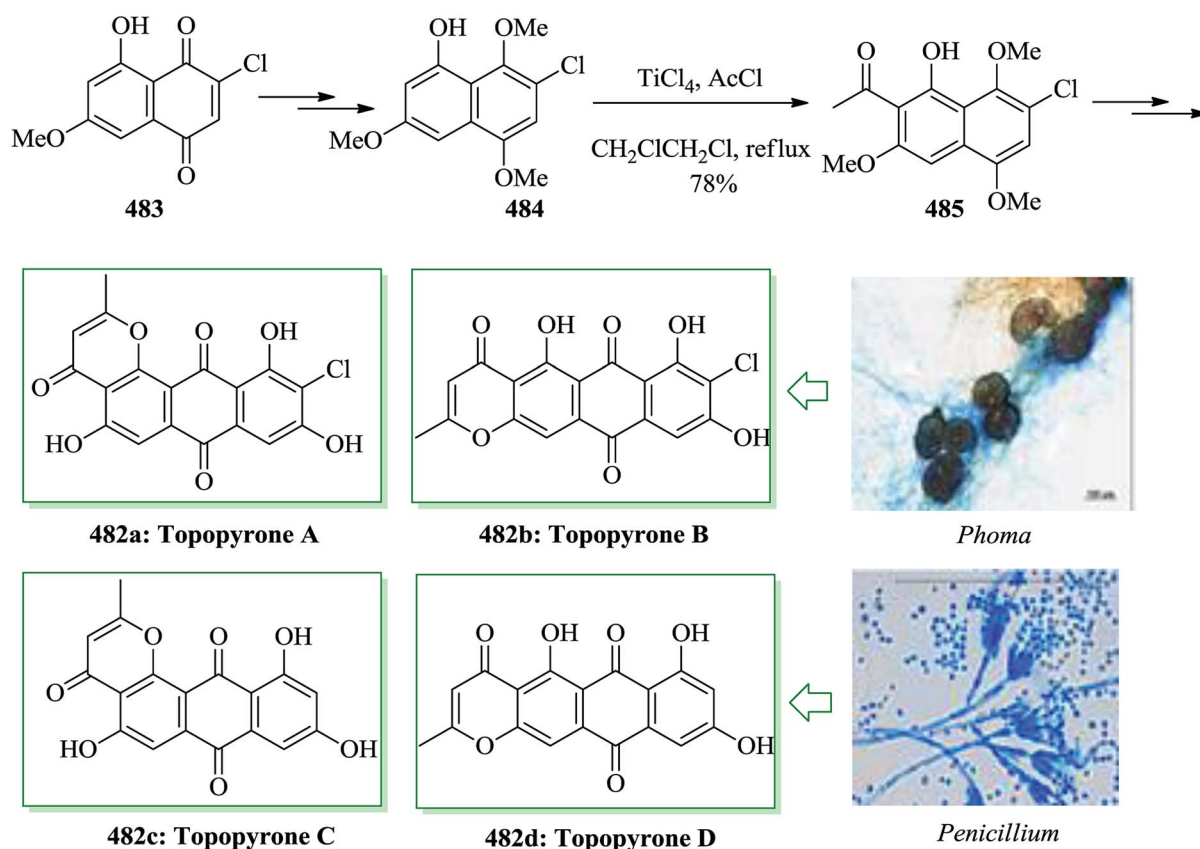 OH O
Cl
MeO
O
483
OH OMe
Cl
MeO
OMe
484
TiCl4, AcCl
CH2ClCH2Cl, reflux
78%
O OH OMe
Cl
MeO
OMe
485
O
O
O
OH
Cl
HO
OH
O
482a: Topopyrone A
O OH O OH
Cl
O
OH
O
482b: Topopyrone B
Phoma
O
O
O
OH
HO
OH
O
482c: Topopyrone C
O OH O OH
O
OH
O
482d: Topopyrone D
Penicillium